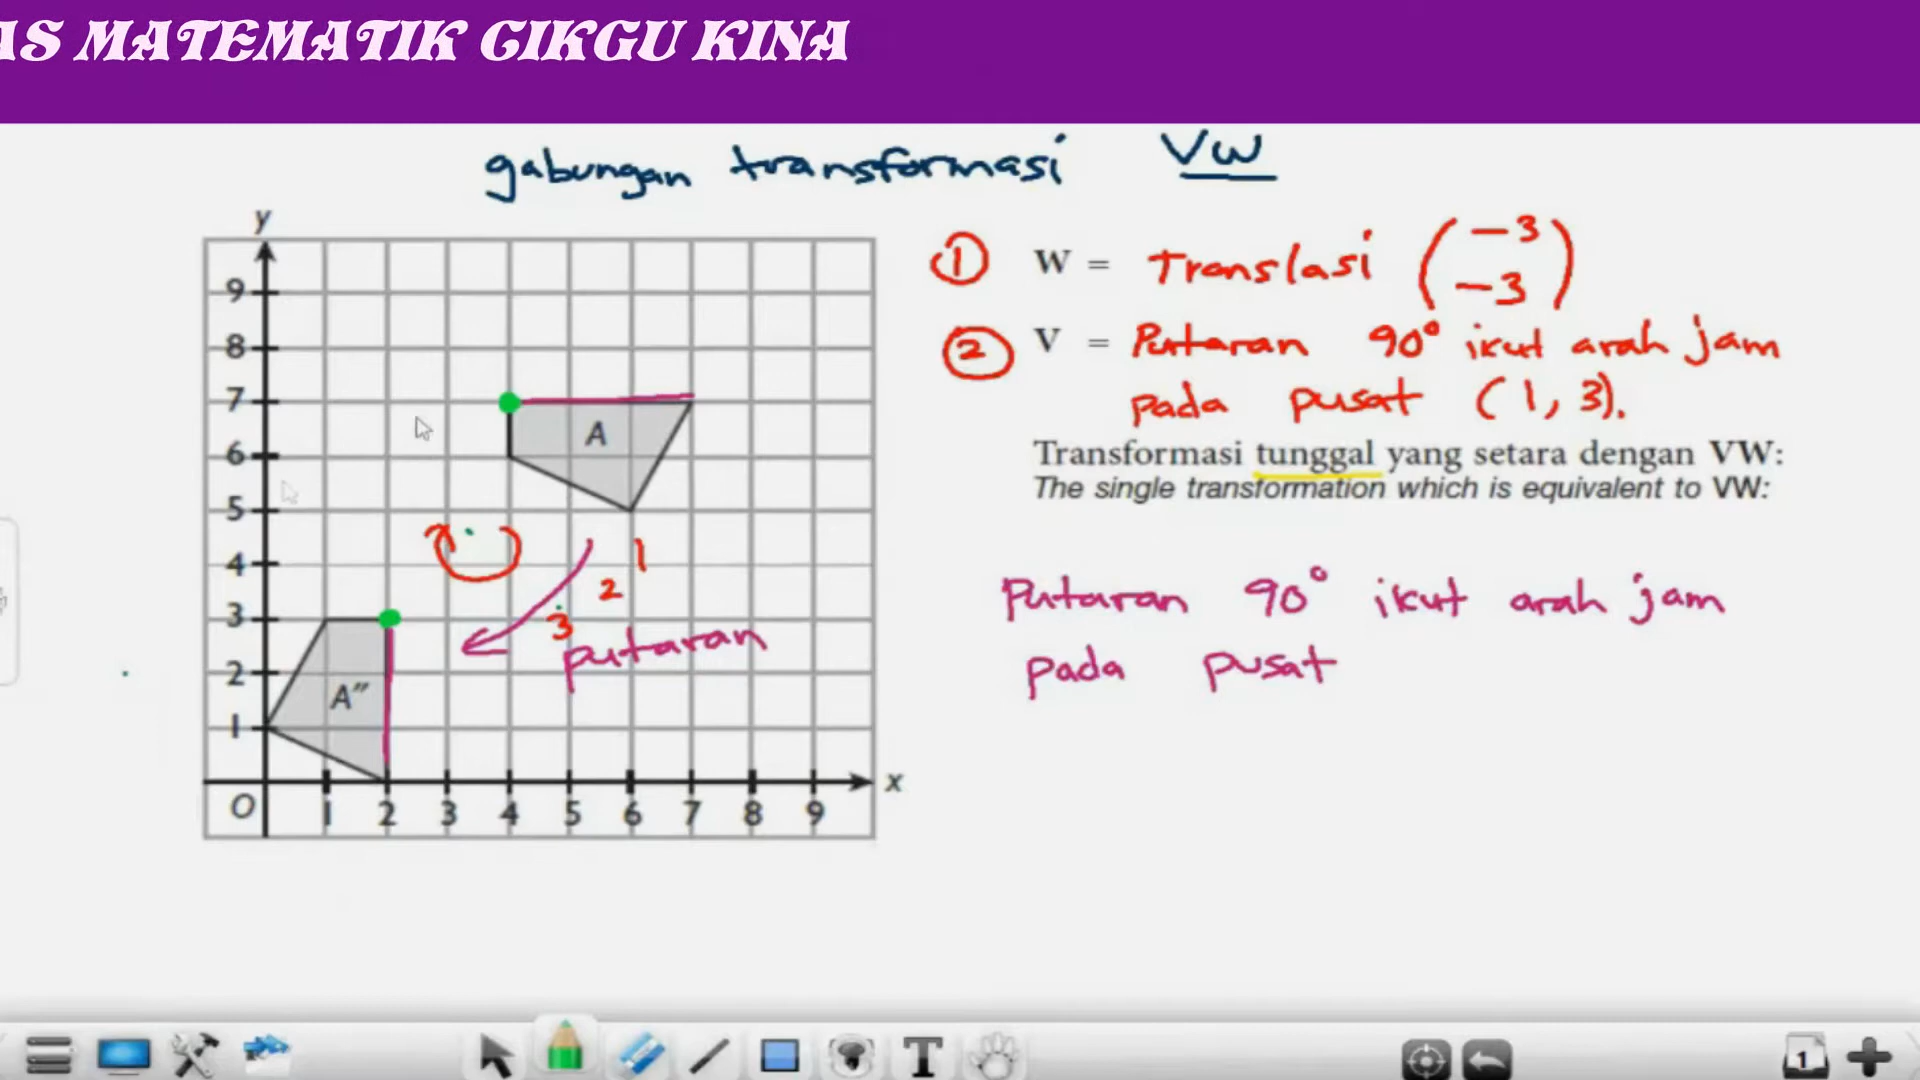 AS MATEMATIK CIKGU KINA
gabungan transformasi VW
① W = Translasi (-3 -3)
② V = Putaran 90° ikut arah jam
pada pusat (1, 3).
Transformasi tunggal yang setara dengan VW:
The single transformation which is equivalent to VW:
Putaran 90° ikut arah jam
pada pusat
y
9
8
7
6
5
4
3
2
1
O
1 2 3 4 5 6 7 8 9
x
A
A″
1
2
3
putaran
T
1